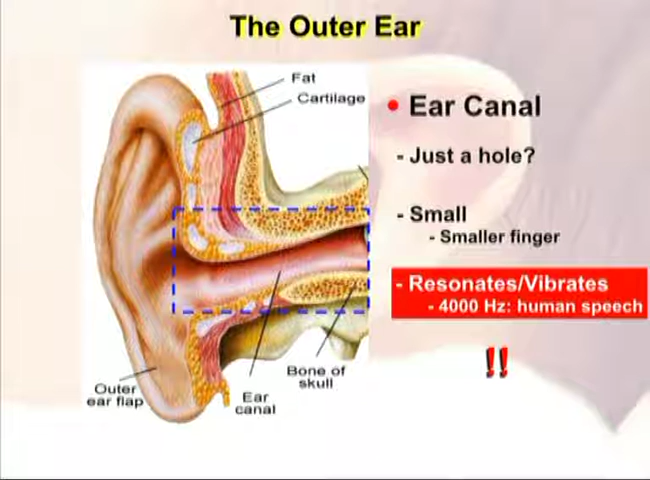 The Outer Ear
Fat
Cartilage
• Ear Canal
- Just a hole?
- Small
- Smaller finger
- Resonates/Vibrates
- 4000 Hz: human speech
!!
Outer
ear flap
Ear
canal
Bone of
skull